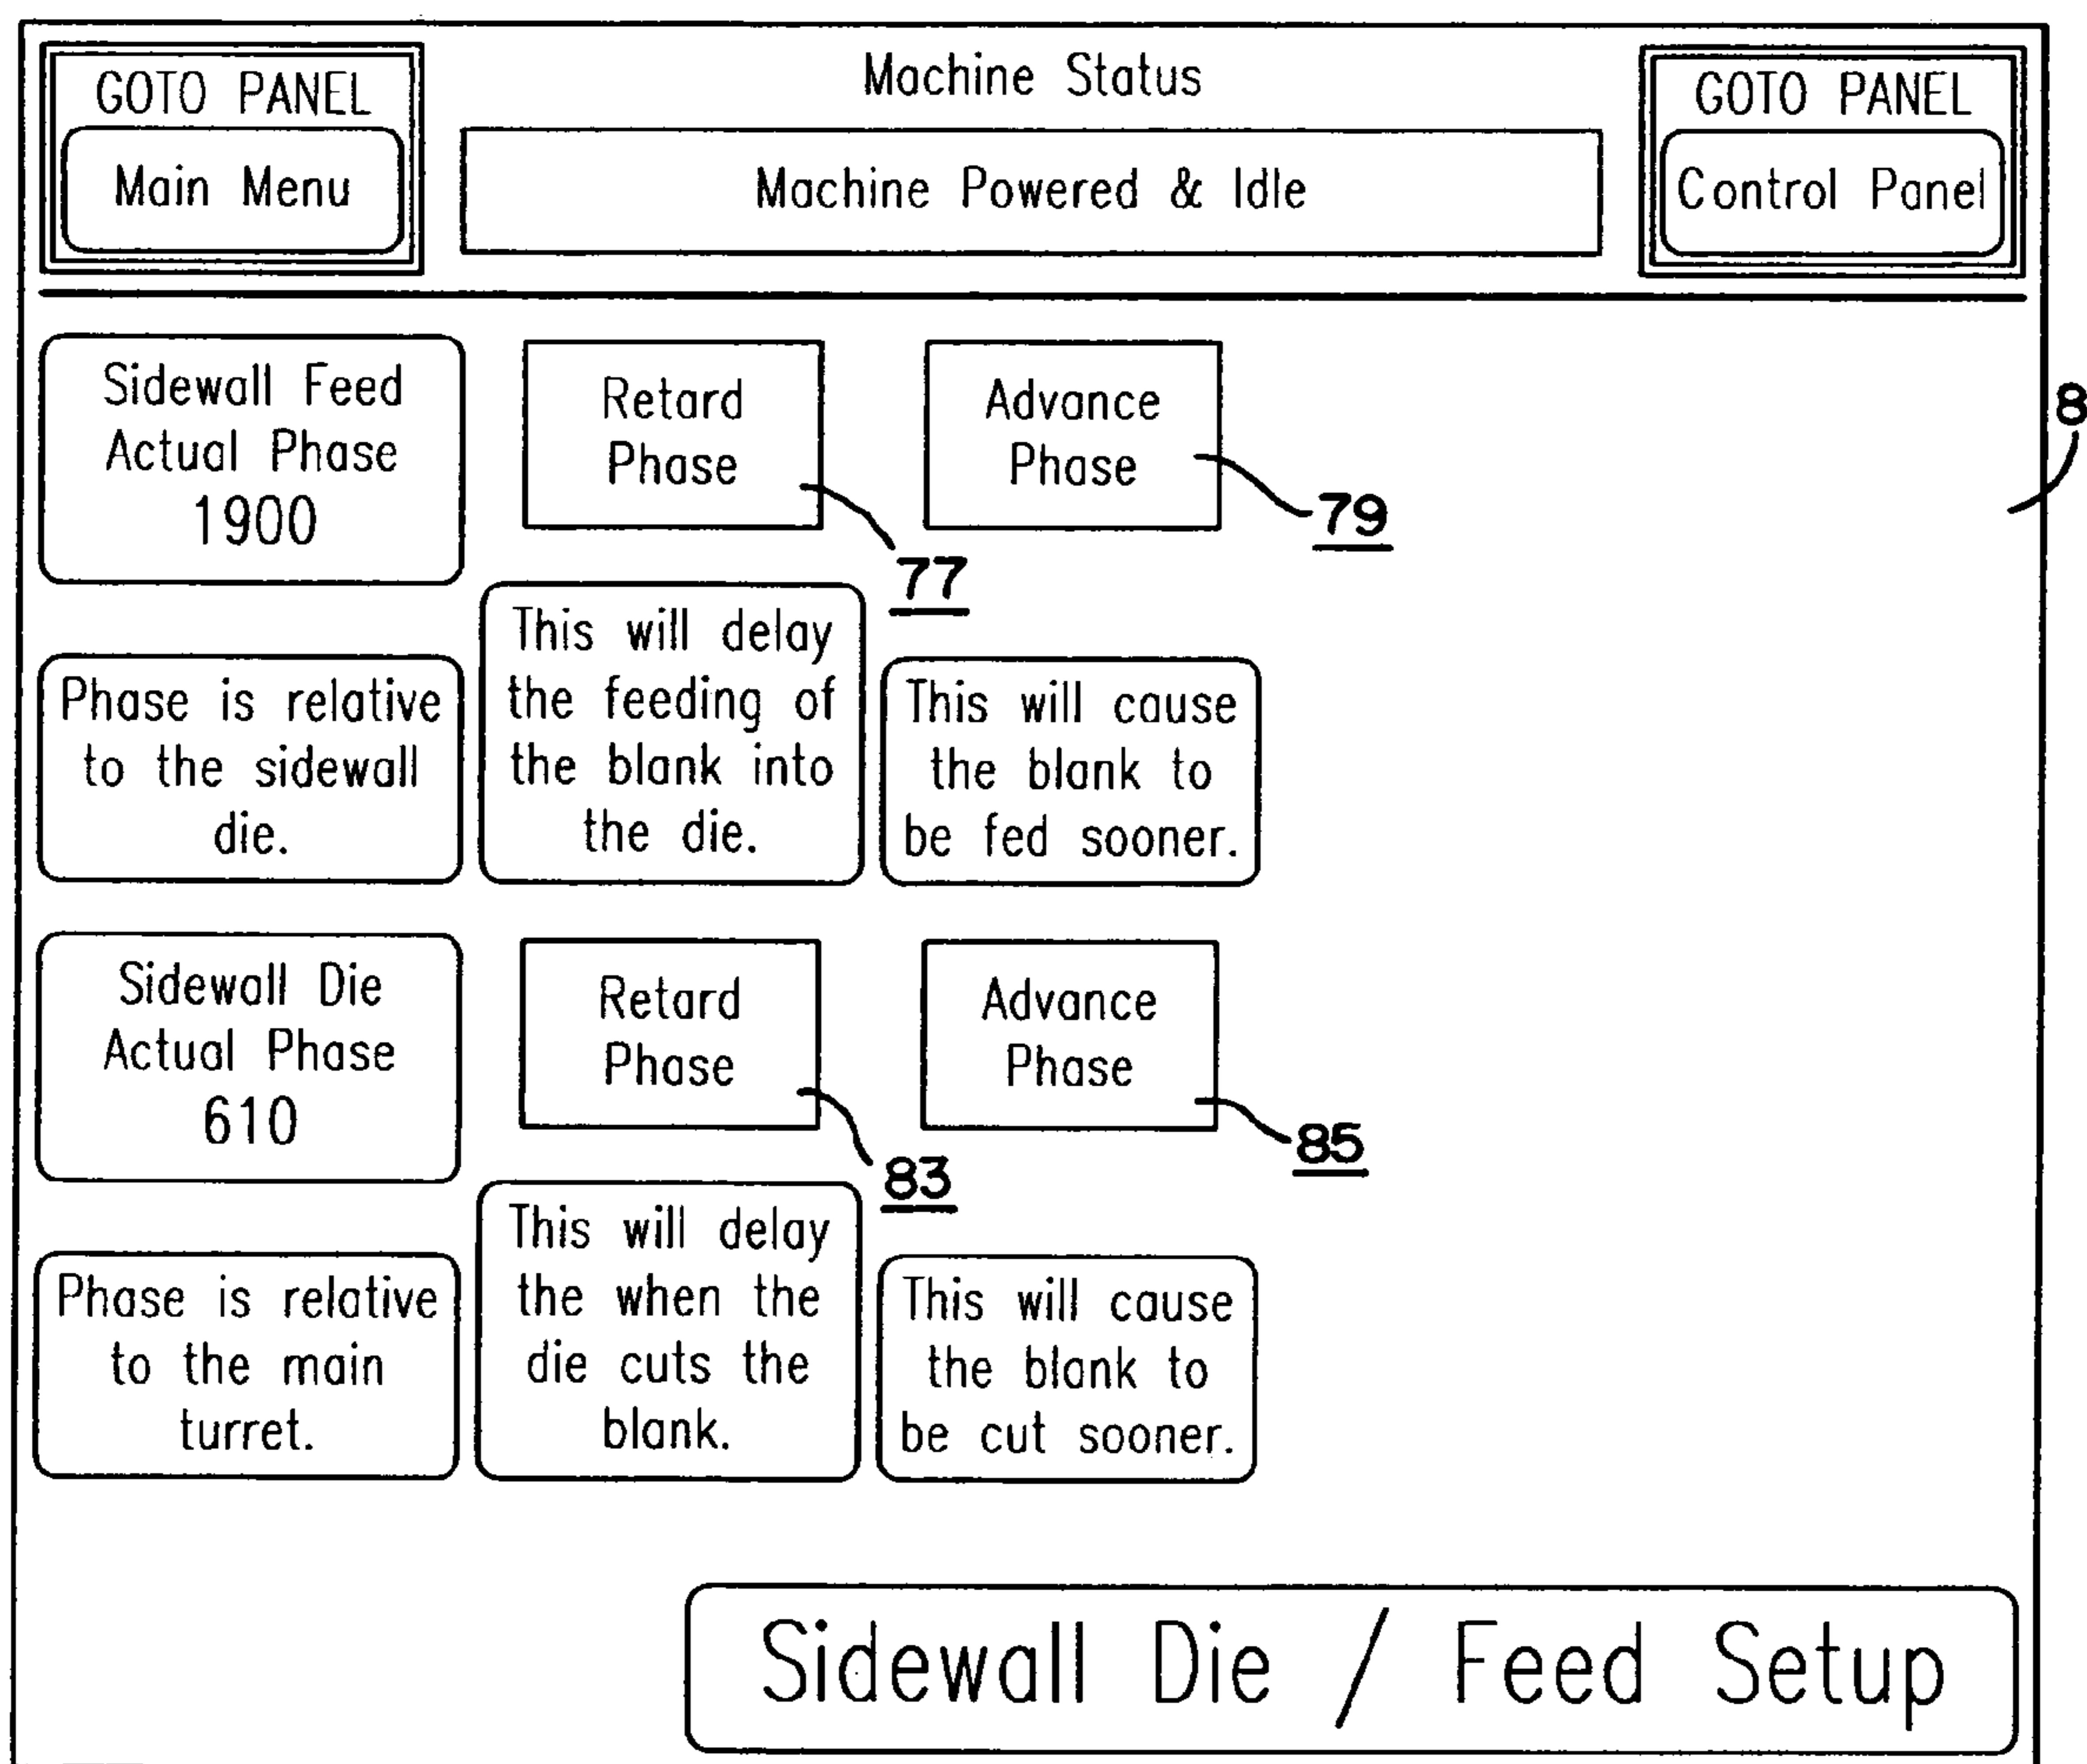 GOTO PANEL
Main Menu
Machine Status
Machine Powered & Idle
GOTO PANEL
Control Panel
Sidewall Feed
Actual Phase
1900
Retard
Phase
Advance
Phase
8
79
77
Phase is relative
to the sidewall
die.
This will delay
the feeding of
the blank into
the die.
This will cause
the blank to
be fed sooner.
Sidewall Die
Actual Phase
610
Retard
Phase
Advance
Phase
85
83
Phase is relative
to the main
turret.
This will delay
the when the
die cuts the
blank.
This will cause
the blank to
be cut sooner.
Sidewall Die / Feed Setup